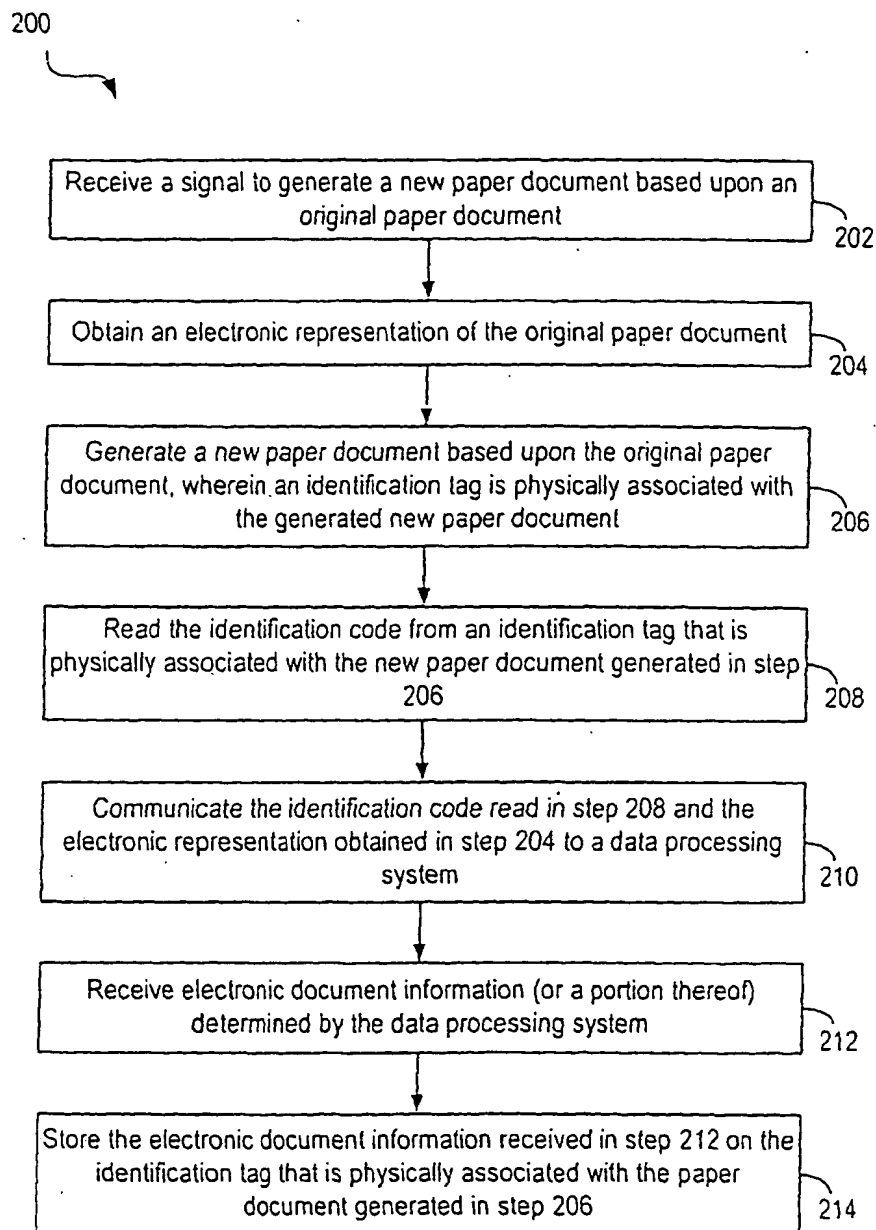 200
Receive a signal to generate a new paper document based upon an
original paper document
202
Obtain an electronic representation of the original paper document
204
Generate a new paper document based upon the original paper
document, wherein an identification tag is physically associated with
the generated new paper document
206
Read the identification code from an identification tag that is
physically associated with the new paper document generated in step
206
208
Communicate the identification code read in step 208 and the
electronic representation obtained in step 204 to a data processing
system
210
Receive electronic document information (or a portion thereof)
determined by the data processing system
212
Store the electronic document information received in step 212 on the
identification tag that is physically associated with the paper
document generated in step 206
214